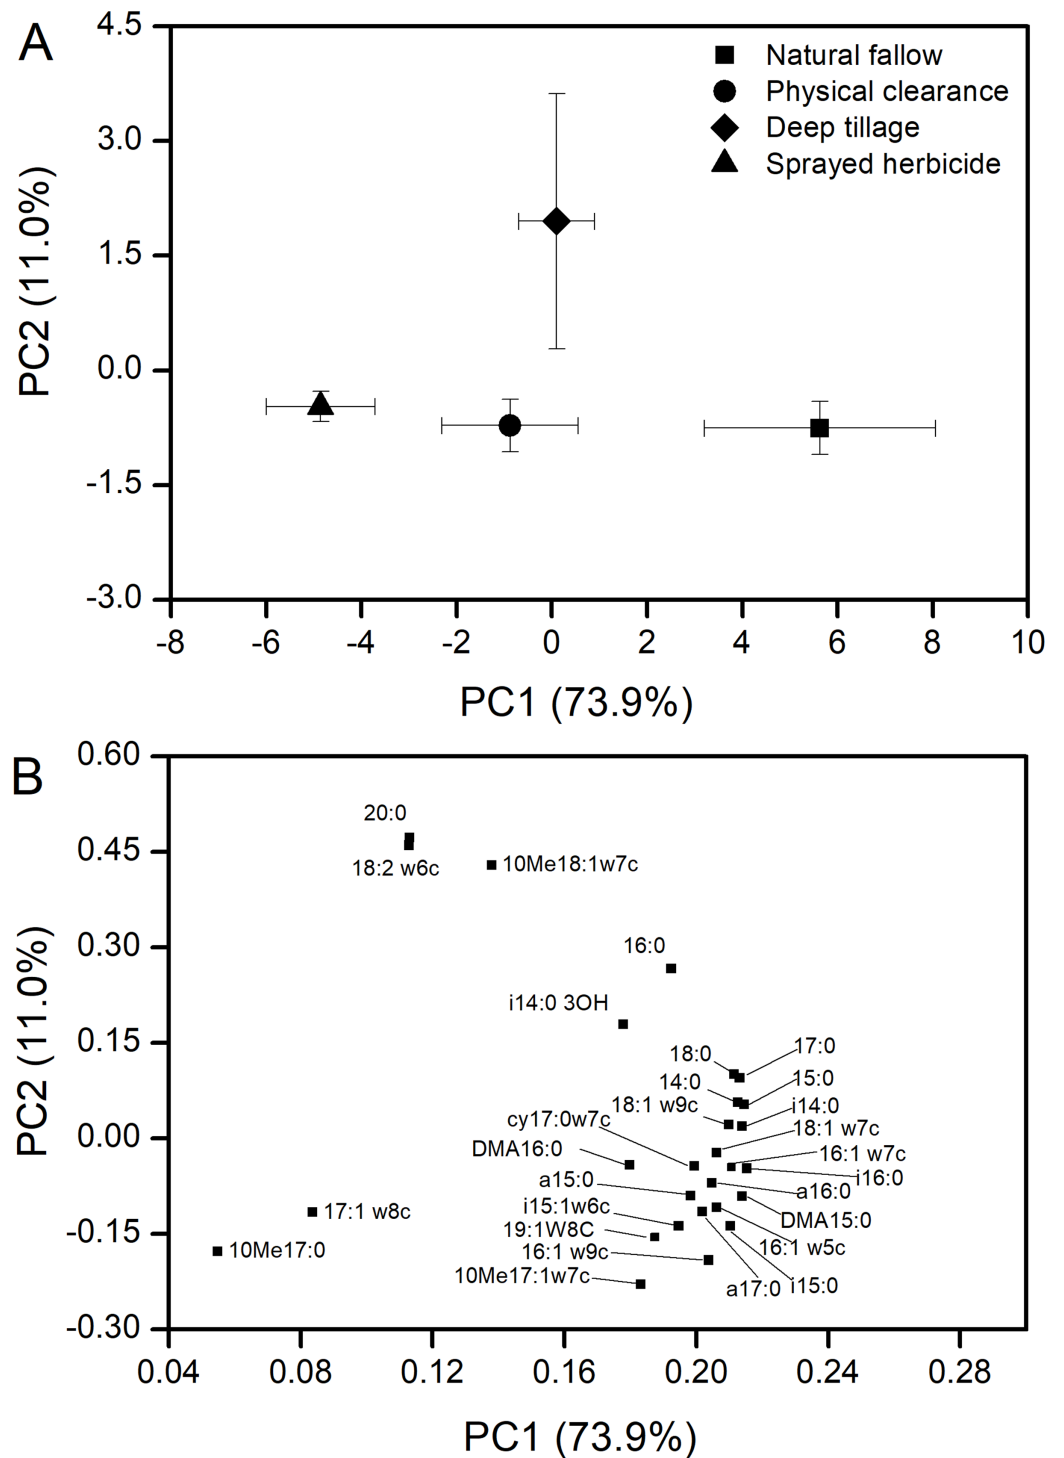 A
4.5
3.0
1.5
0.0
-1.5
-3.0
PC2 (11.0%)
Natural fallow
Physical clearance
Deep tillage
Sprayed herbicide
-8 -6 -4 -2 0 2 4 6 8 10
PC1 (73.9%)
B
0.60
0.45
0.30
0.15
0.00
-0.15
-0.30
PC2 (11.0%)
20:0
18:2 w6c
10Me18:1w7c
16:0
i14:0 3OH
18:0
17:0
14:0
15:0
18:1 w9c
i14:0
cy17:0w7c
18:1 w7c
DMA16:0
16:1 w7c
a15:0
i16:0
a16:0
i15:1w6c
DMA15:0
17:1 w8c
19:1W8C
16:1 w5c
10Me17:0
16:1 w9c
10Me17:1w7c
a17:0
i15:0
0.04 0.08 0.12 0.16 0.20 0.24 0.28
PC1 (73.9%)